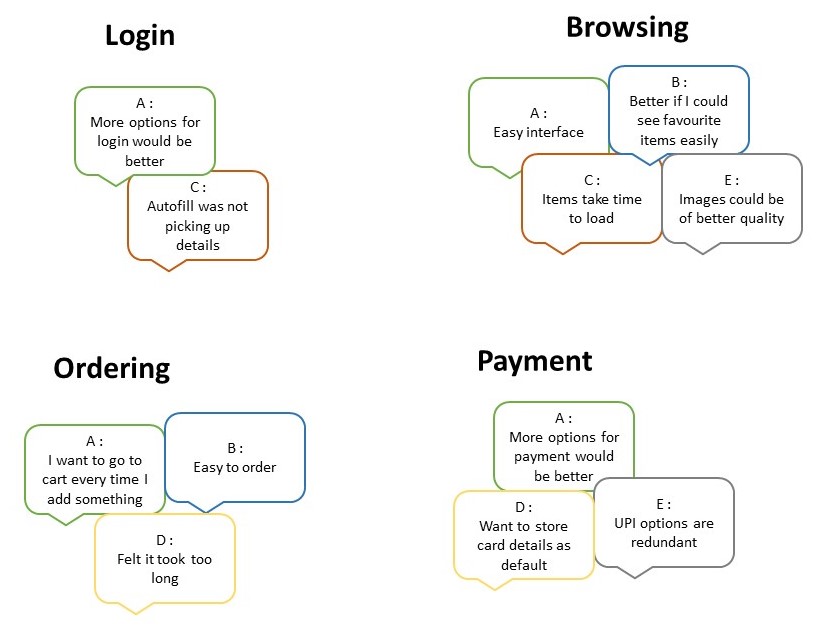 Login
A :
More options for
login would be
better
C :
Autofill was not
picking up
details
Browsing
A :
Easy interface
B :
Better if I could
see favourite
items easily
C :
Items take time
to load
E :
Images could be
of better quality
Ordering
A :
I want to go to
cart every time I
add something
B :
Easy to order
D :
Felt it took too
long
Payment
A :
More options for
payment would
be better
D :
Want to store
card details as
default
E :
UPI options are
redundant